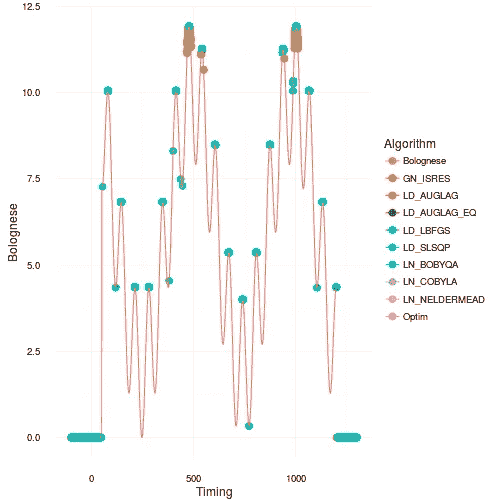 12.5
10.0
7.5
5.0
2.5
0.0
Bolognese
0
500
1000
Timing
Algorithm
Bolognese
GN_ISRES
LD_AUGLAG
LD_AUGLAG_EQ
LD_LBFGS
LD_SLSQP
LN_BOBYQA
LN_COBYLA
LN_NELDERMEAD
Optim